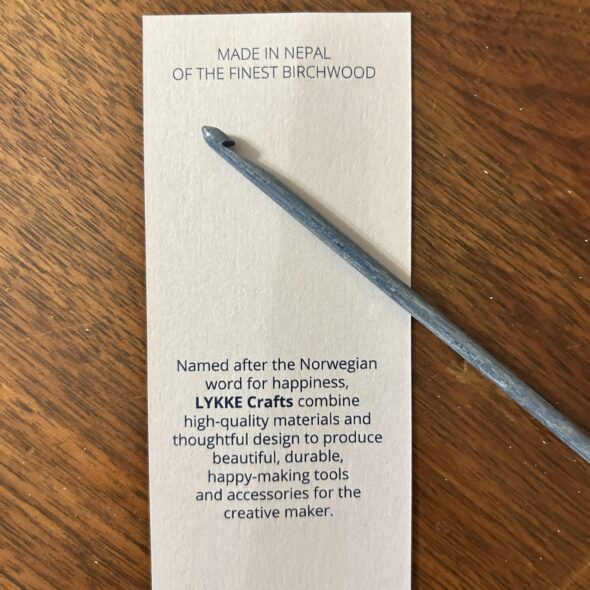 MADE IN NEPAL
OF THE FINEST BIRCHWOOD
Named after the Norwegian
word for happiness,
LYKKE Crafts combine
high-quality materials and
thoughtful design to produce
beautiful, durable,
happy-making tools
and accessories for the
creative maker.